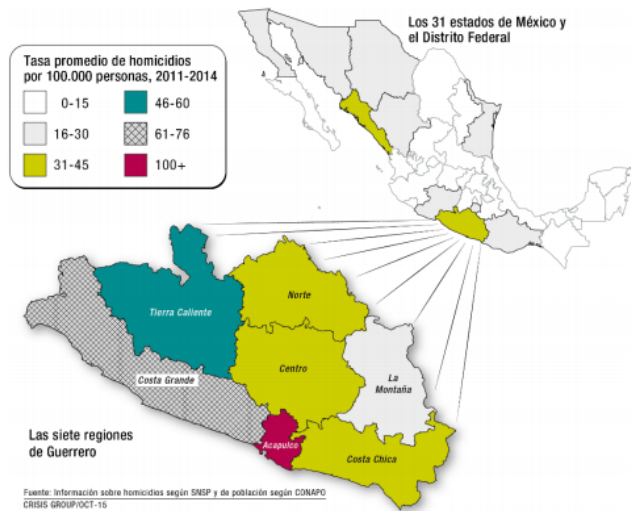 Los 31 estados de México y
el Distrito Federal
Tasa promedio de homicidios
por 100.000 personas, 2011-2014
0-15
46-60
16-30
61-76
31-45
100+
Tierra Caliente
Norte
Centro
La
Montaña
Costa Grande
Acapulco
Costa Chica
Las siete regiones
de Guerrero
Fuente: Información sobre homicidios según SNSP y de población según CONAPO
CRISIS GROUP/OCT-15